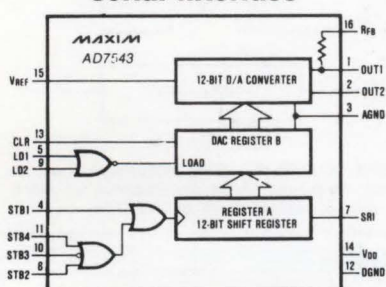 Serial Interface
MAXIM
AD7543
16 RFB
1 OUT1
2 OUT2
3 AGND
VREF 15
12-BIT D/A CONVERTER
CLR 13
LD1 5
LD2 9
DAC REGISTER B
LOAD
STB1 4
STB4 11
STB3 10
STB2 8
REGISTER A
12-BIT SHIFT REGISTER
7 SRI
14 VDD
12 DGND